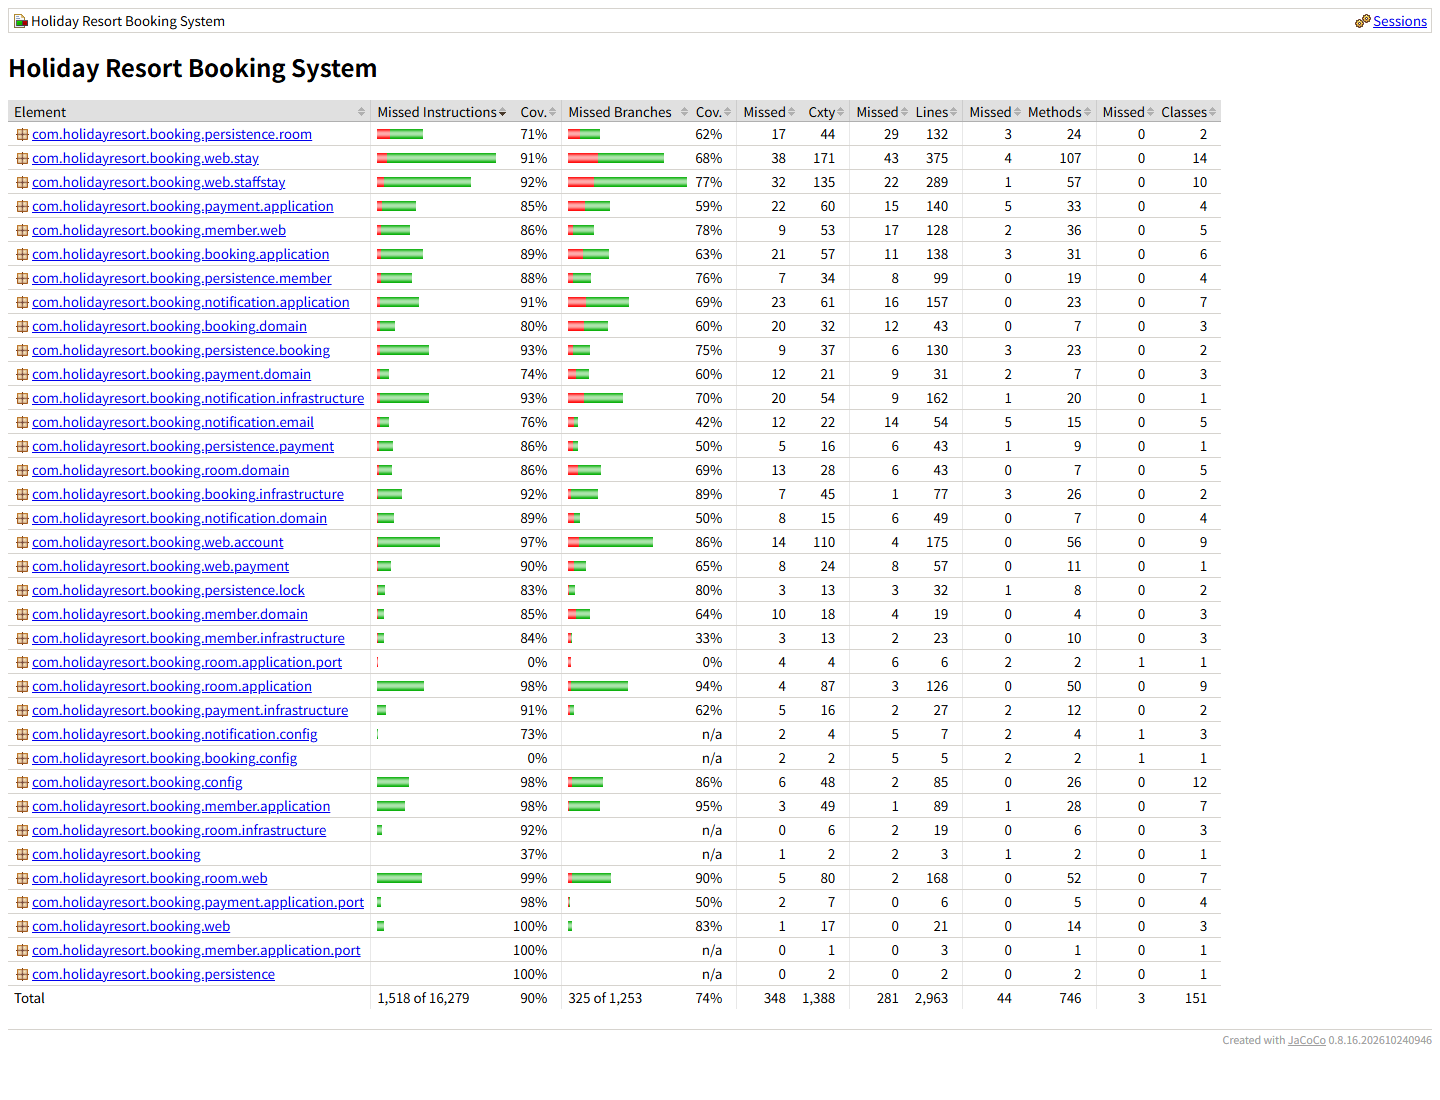 Holiday Resort Booking System Sessions
Holiday Resort Booking System
Element Missed Instructions Cov. Missed Branches Cov. Missed Cxty Missed Lines Missed Methods Missed Classes
com.holidayresort.booking.persistence.room 71% 62% 17 44 29 132 3 24 0 2
com.holidayresort.booking.web.stay 91% 68% 38 171 43 375 4 107 0 14
com.holidayresort.booking.web.staffstay 92% 77% 32 135 22 289 1 57 0 10
com.holidayresort.booking.payment.application 85% 59% 22 60 15 140 5 33 0 4
com.holidayresort.booking.member.web 86% 78% 9 53 17 128 2 36 0 5
com.holidayresort.booking.booking.application 89% 63% 21 57 11 138 3 31 0 6
com.holidayresort.booking.persistence.member 88% 76% 7 34 8 99 0 19 0 4
com.holidayresort.booking.notification.application 91% 69% 23 61 16 157 0 23 0 7
com.holidayresort.booking.booking.domain 80% 60% 20 32 12 43 0 7 0 3
com.holidayresort.booking.persistence.booking 93% 75% 9 37 6 130 3 23 0 2
com.holidayresort.booking.payment.domain 74% 60% 12 21 9 31 2 7 0 3
com.holidayresort.booking.notification.infrastructure 93% 70% 20 54 9 162 1 20 0 1
com.holidayresort.booking.notification.email 76% 42% 12 22 14 54 5 15 0 5
com.holidayresort.booking.persistence.payment 86% 50% 5 16 6 43 1 9 0 1
com.holidayresort.booking.room.domain 86% 69% 13 28 6 43 0 7 0 5
com.holidayresort.booking.booking.infrastructure 92% 89% 7 45 1 77 3 26 0 2
com.holidayresort.booking.notification.domain 89% 50% 8 15 6 49 0 7 0 4
com.holidayresort.booking.web.account 97% 86% 14 110 4 175 0 56 0 9
com.holidayresort.booking.web.payment 90% 65% 8 24 8 57 0 11 0 1
com.holidayresort.booking.persistence.lock 83% 80% 3 13 3 32 1 8 0 2
com.holidayresort.booking.member.domain 85% 64% 10 18 4 19 0 4 0 3
com.holidayresort.booking.member.infrastructure 84% 33% 3 13 2 23 0 10 0 3
com.holidayresort.booking.room.application.port 0% 0% 4 4 6 6 2 2 1 1
com.holidayresort.booking.room.application 98% 94% 4 87 3 126 0 50 0 9
com.holidayresort.booking.payment.infrastructure 91% 62% 5 16 2 27 2 12 0 2
com.holidayresort.booking.notification.config 73% n/a 2 4 5 7 2 4 1 3
com.holidayresort.booking.booking.config 0% n/a 2 2 5 5 2 2 1 1
com.holidayresort.booking.config 98% 86% 6 48 2 85 0 26 0 12
com.holidayresort.booking.member.application 98% 95% 3 49 1 89 1 28 0 7
com.holidayresort.booking.room.infrastructure 92% n/a 0 6 2 19 0 6 0 3
com.holidayresort.booking 37% n/a 1 2 2 3 1 2 0 1
com.holidayresort.booking.room.web 99% 90% 5 80 2 168 0 52 0 7
com.holidayresort.booking.payment.application.port 98% 50% 2 7 0 6 0 5 0 4
com.holidayresort.booking.web 100% 83% 1 17 0 21 0 14 0 3
com.holidayresort.booking.member.application.port 100% n/a 0 1 0 3 0 1 0 1
com.holidayresort.booking.persistence 100% n/a 0 2 0 2 0 2 0 1
Total 1,518 of 16,279 90% 325 of 1,253 74% 348 1,388 281 2,963 44 746 3 151
Created with JaCoCo 0.8.16.202610240946